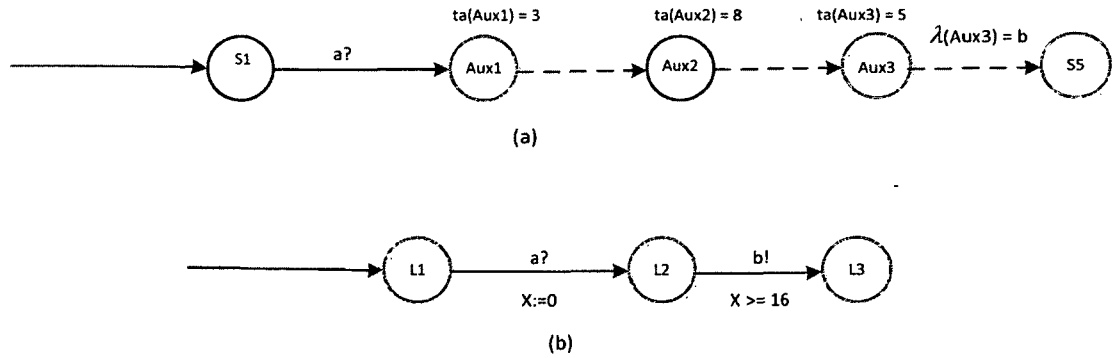 ta(Aux1) = 3
ta(Aux2) = 8
ta(Aux3) = 5
λ(Aux3) = b
S1
a?
Aux1
Aux2
Aux3
S5
(a)
L1
a?
X:=0
L2
b!
X >= 16
L3
(b)